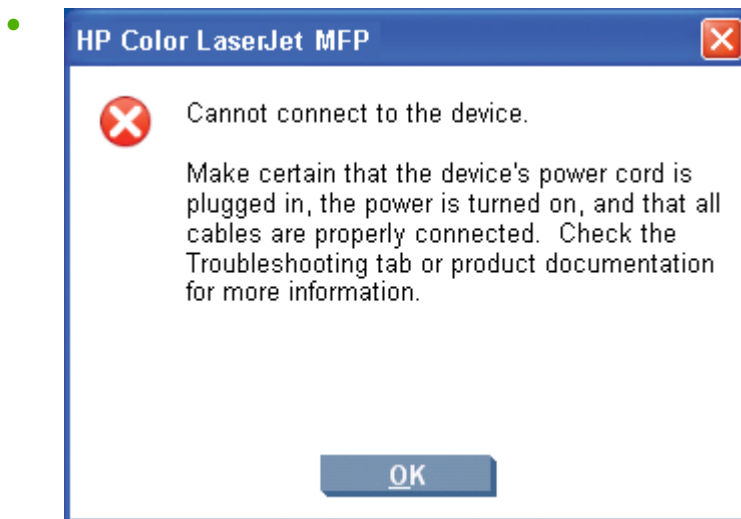 HP Color LaserJet MFP
Cannot connect to the device.
Make certain that the device's power cord is
plugged in, the power is turned on, and that all
cables are properly connected.  Check the
Troubleshooting tab or product documentation
for more information.
OK